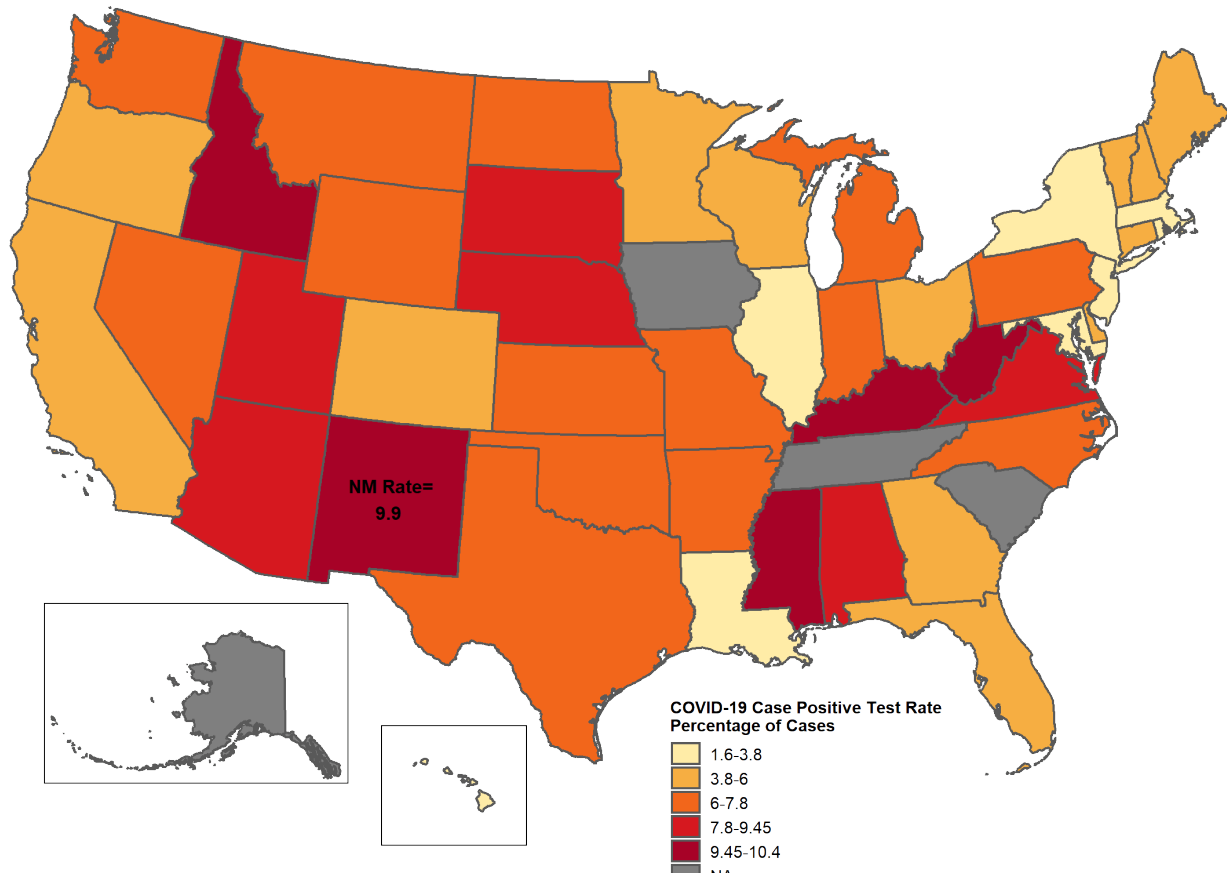 NM Rate=
9.9
COVID-19 Case Positive Test Rate
Percentage of Cases
1.6-3.8
3.8-6
6-7.8
7.8-9.45
9.45-10.4
NA